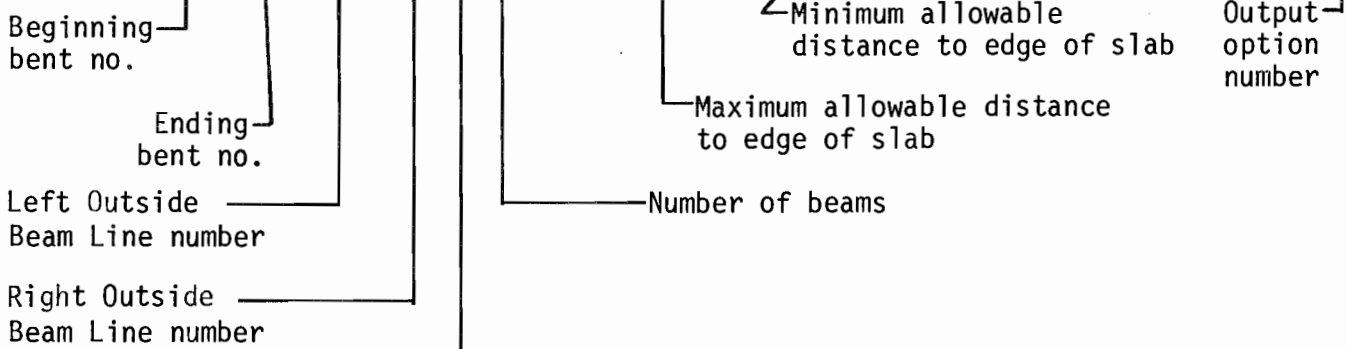 Beginning
bent no.
Minimum allowable
distance to edge of slab
Output
option
number
Maximum allowable distance
to edge of slab
Ending
bent no.
Left Outside
Beam Line number
Number of beams
Right Outside
Beam Line number